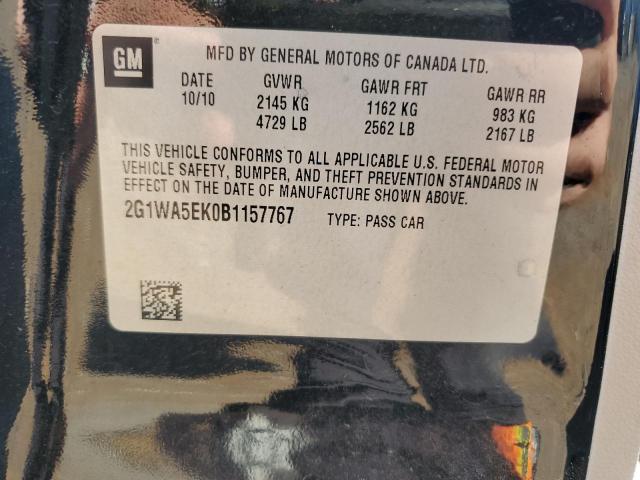 GM ® MFD BY GENERAL MOTORS OF CANADA LTD.
DATE GVWR GAWR FRT GAWR RR
10/10 2145 KG 1162 KG 983 KG
4729 LB 2562 LB 2167 LB
THIS VEHICLE CONFORMS TO ALL APPLICABLE U.S. FEDERAL MOTOR
VEHICLE SAFETY, BUMPER, AND THEFT PREVENTION STANDARDS IN
EFFECT ON THE DATE OF MANUFACTURE SHOWN ABOVE.
2G1WA5EK0B1157767 TYPE: PASS CAR